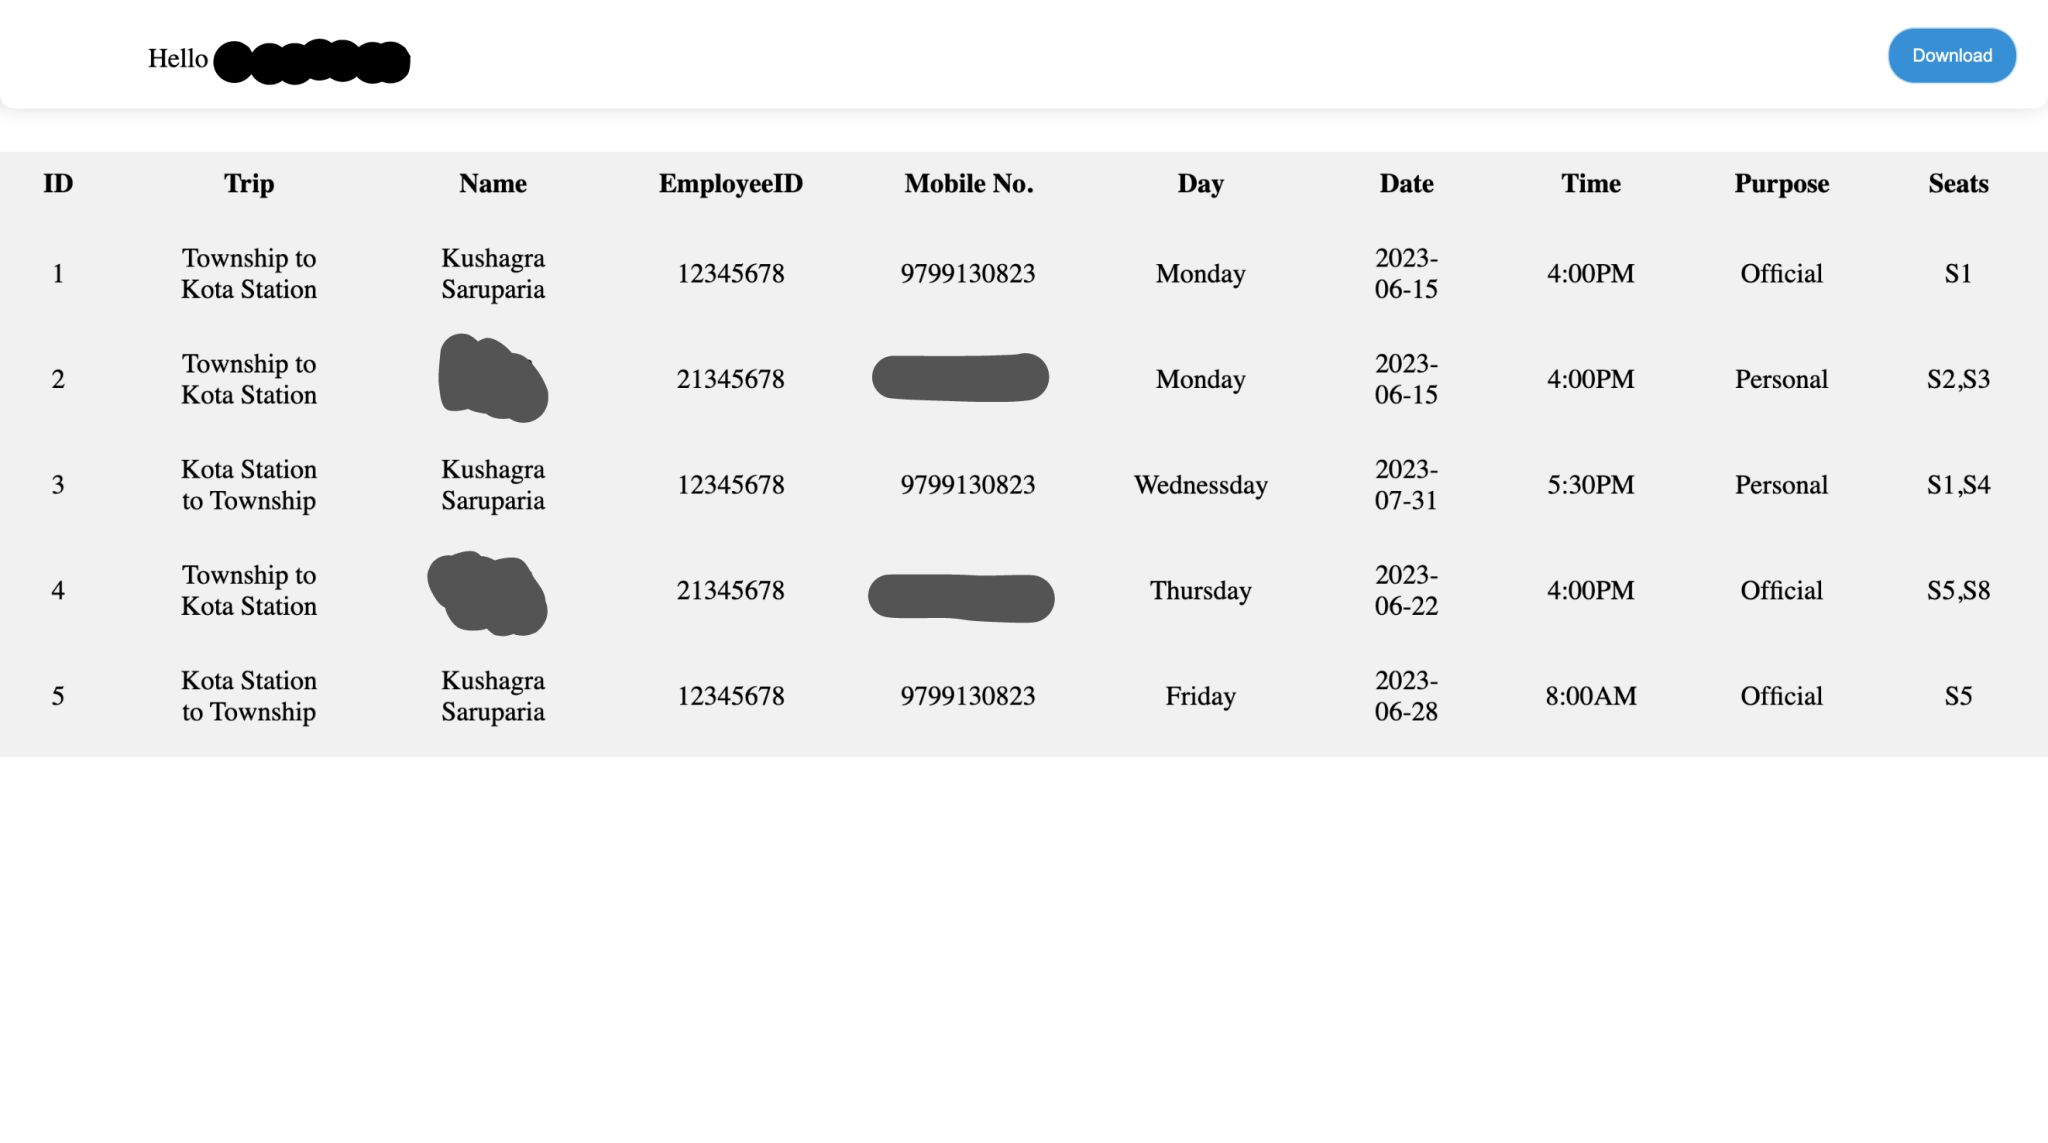 Hello
Download
ID Trip Name EmployeeID Mobile No. Day Date Time Purpose Seats
1 Township to Kota Station Kushagra Saruparia 12345678 9799130823 Monday 2023-06-15 4:00PM Official S1
2 Township to Kota Station 21345678 Monday 2023-06-15 4:00PM Personal S2,S3
3 Kota Station to Township Kushagra Saruparia 12345678 9799130823 Wednessday 2023-07-31 5:30PM Personal S1,S4
4 Township to Kota Station 21345678 Thursday 2023-06-22 4:00PM Official S5,S8
5 Kota Station to Township Kushagra Saruparia 12345678 9799130823 Friday 2023-06-28 8:00AM Official S5